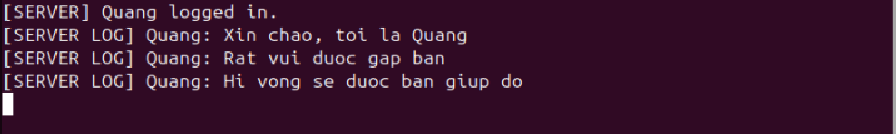 [SERVER] Quang logged in.
[SERVER LOG] Quang: Xin chao, toi la Quang
[SERVER LOG] Quang: Rat vui duoc gap ban
[SERVER LOG] Quang: Hi vong se duoc ban giup do